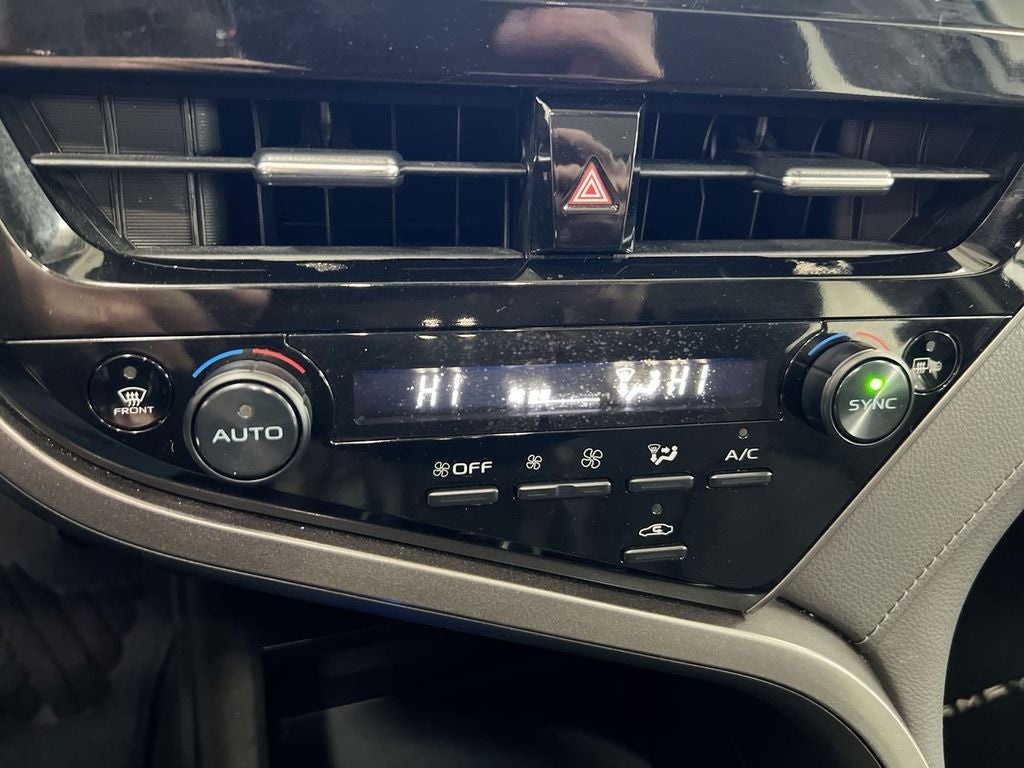 HI HI
FRONT
AUTO
SYNC
OFF
A/C